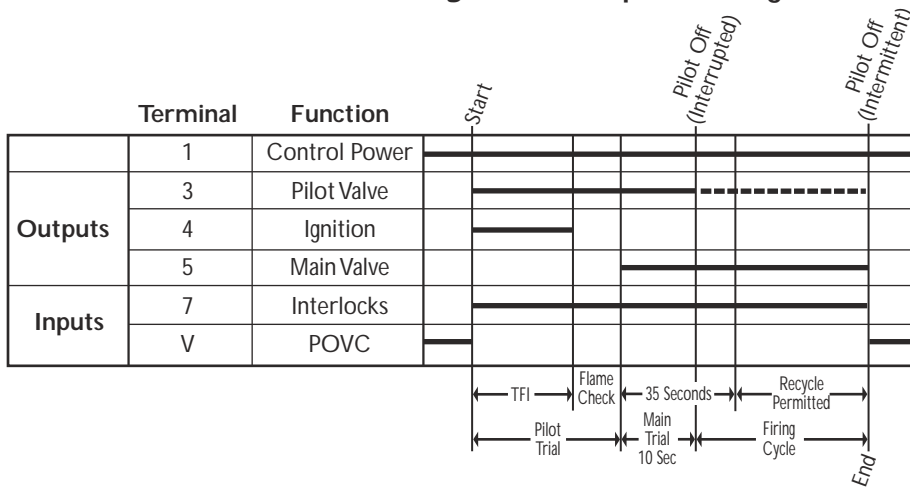 Start
Pilot Off
(Interrupted)
Pilot Off
(Intermittent)
Terminal Function
1 Control Power
Outputs
3 Pilot Valve
4 Ignition
5 Main Valve
Inputs
7 Interlocks
V POVC
TFI
Flame
Check
35 Seconds
Recycle
Permitted
Pilot
Trial
Main
Trial
10 Sec
Firing
Cycle
End